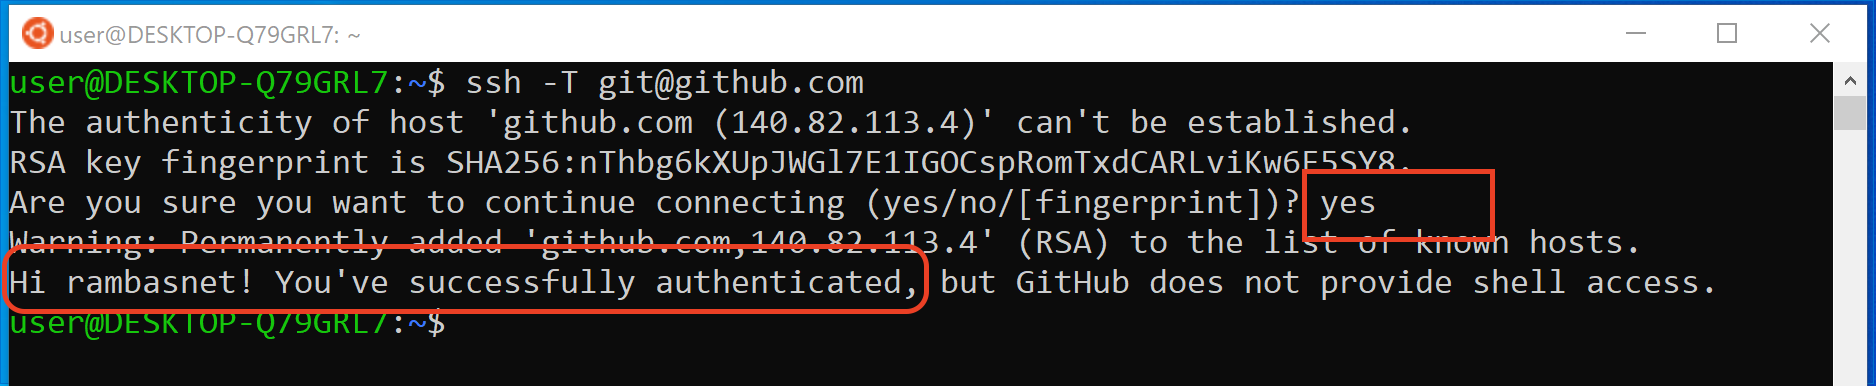 user@DESKTOP-Q79GRL7: ~
user@DESKTOP-Q79GRL7:~$ ssh -T git@github.com
The authenticity of host 'github.com (140.82.113.4)' can't be established.
RSA key fingerprint is SHA256:nThbg6kXUpJWGl7E1IGOCspRomTxdCARLviKw6E5SY8.
Are you sure you want to continue connecting (yes/no/[fingerprint])? yes
Warning: Permanently added 'github.com,140.82.113.4' (RSA) to the list of known hosts.
Hi rambasnet! You've successfully authenticated, but GitHub does not provide shell access.
user@DESKTOP-Q79GRL7:~$